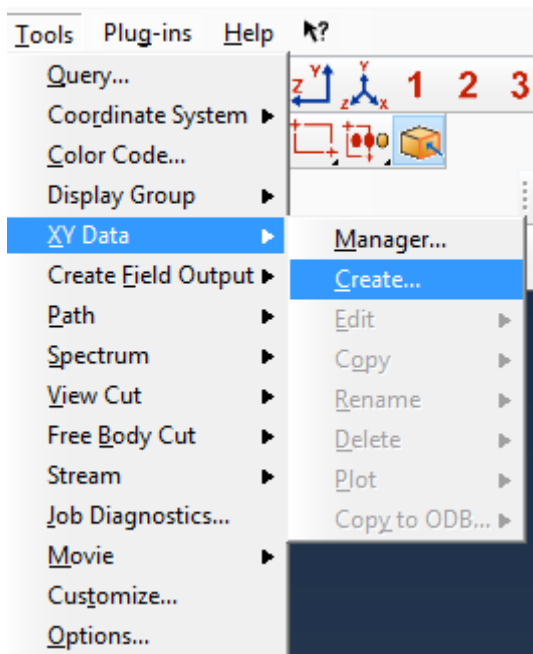 Tools Plug-ins Help ?
Query...
Z Y Y Z X 1 2 3
Coordinate System
Color Code...
Display Group
XY Data
Manager...
Create Field Output
Create...
Path
Edit
Spectrum
Copy
View Cut
Rename
Free Body Cut
Delete
Stream
Plot
Job Diagnostics...
Copy to ODB...
Movie
Customize...
Options...